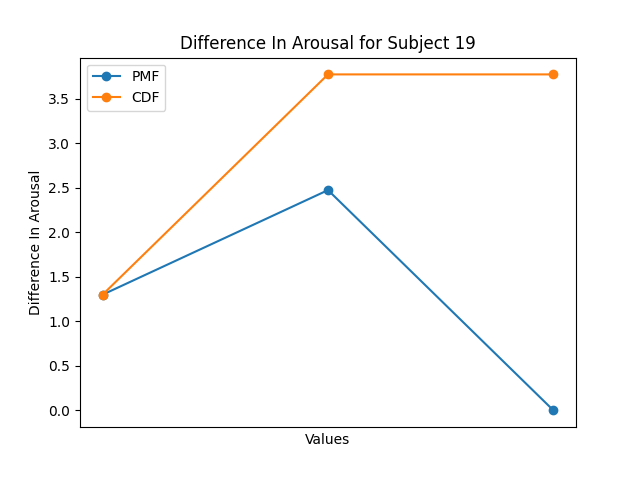 Difference In Arousal for Subject 19
PMF
CDF
3.5
3.0
2.5
2.0
1.5
1.0
0.5
0.0
Difference In Arousal
Values